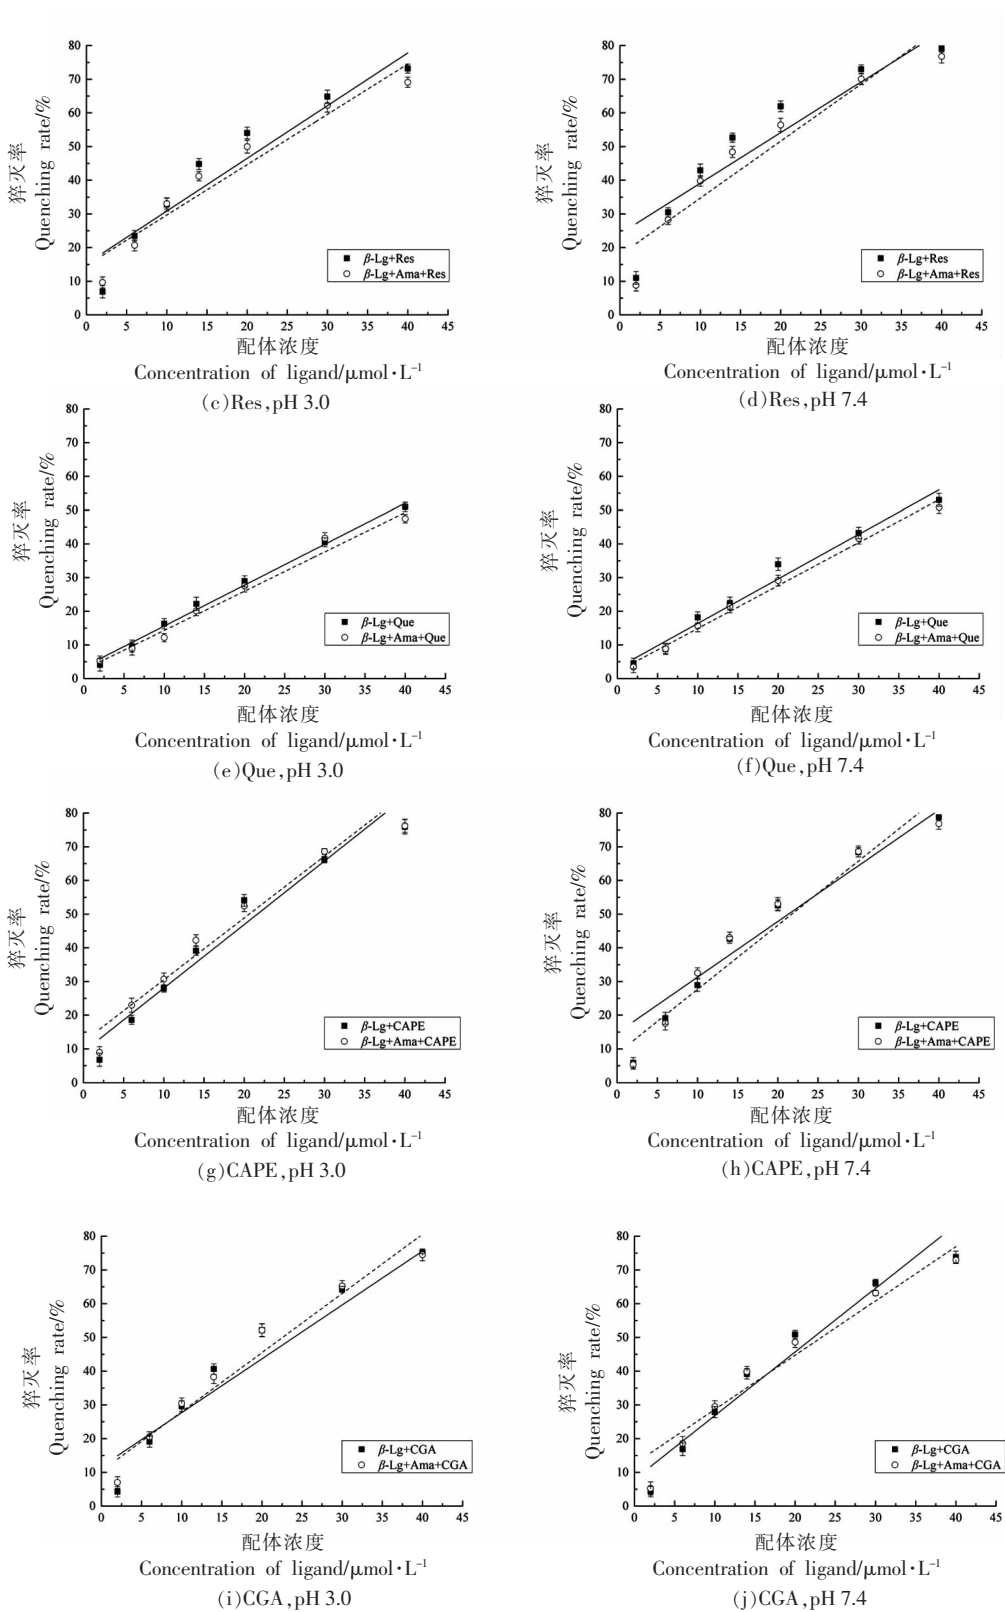 80
70
60
50
40
30
20
10
0
猝灭率
Quenching rate/%
β-Lg+Res
β-Lg+Ama+Res
0 5 10 15 20 25 30 35 40 45
配体浓度
Concentration of ligand/μmol·L⁻¹
(c)Res,pH 3.0
80
70
60
50
40
30
20
10
0
猝灭率
Quenching rate/%
β-Lg+Res
β-Lg+Ama+Res
0 5 10 15 20 25 30 35 40 45
配体浓度
Concentration of ligand/μmol·L⁻¹
(d)Res,pH 7.4
80
70
60
50
40
30
20
10
0
猝灭率
Quenching rate/%
β-Lg+Que
β-Lg+Ama+Que
0 5 10 15 20 25 30 35 40 45
配体浓度
Concentration of ligand/μmol·L⁻¹
(e)Que,pH 3.0
80
70
60
50
40
30
20
10
0
猝灭率
Quenching rate/%
β-Lg+Que
β-Lg+Ama+Que
0 5 10 15 20 25 30 35 40 45
配体浓度
Concentration of ligand/μmol·L⁻¹
(f)Que,pH 7.4
80
70
60
50
40
30
20
10
0
猝灭率
Quenching rate/%
β-Lg+CAPE
β-Lg+Ama+CAPE
0 5 10 15 20 25 30 35 40 45
配体浓度
Concentration of ligand/μmol·L⁻¹
(g)CAPE,pH 3.0
80
70
60
50
40
30
20
10
0
猝灭率
Quenching rate/%
β-Lg+CAPE
β-Lg+Ama+CAPE
0 5 10 15 20 25 30 35 40 45
配体浓度
Concentration of ligand/μmol·L⁻¹
(h)CAPE,pH 7.4
80
70
60
50
40
30
20
10
0
猝灭率
Quenching rate/%
β-Lg+CGA
β-Lg+Ama+CGA
0 5 10 15 20 25 30 35 40 45
配体浓度
Concentration of ligand/μmol·L⁻¹
(i)CGA,pH 3.0
80
70
60
50
40
30
20
10
0
猝灭率
Quenching rate/%
β-Lg+CGA
β-Lg+Ama+CGA
0 5 10 15 20 25 30 35 40 45
配体浓度
Concentration of ligand/μmol·L⁻¹
(j)CGA,pH 7.4